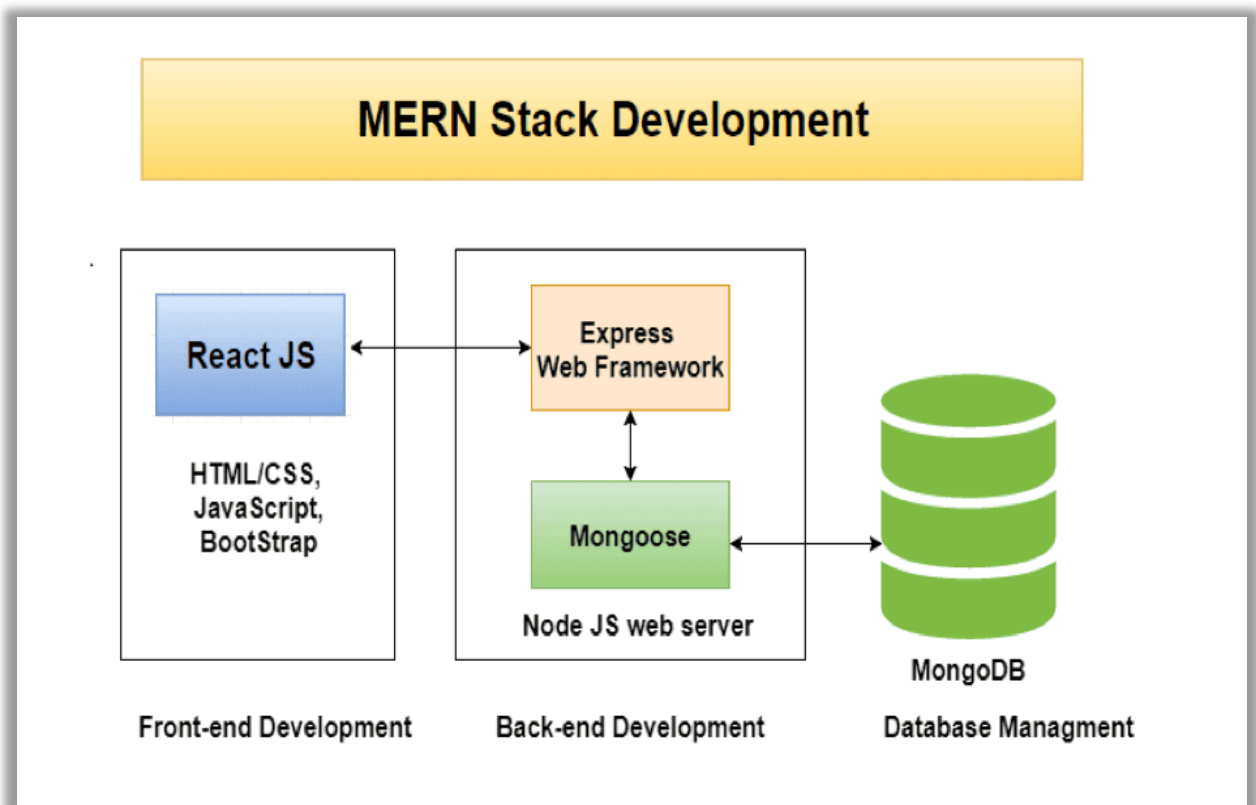 MERN Stack Development
React JS
HTML/CSS,
JavaScript,
BootStrap
Express
Web Framework
Mongoose
Node JS web server
MongoDB
Front-end Development
Back-end Development
Database Managment